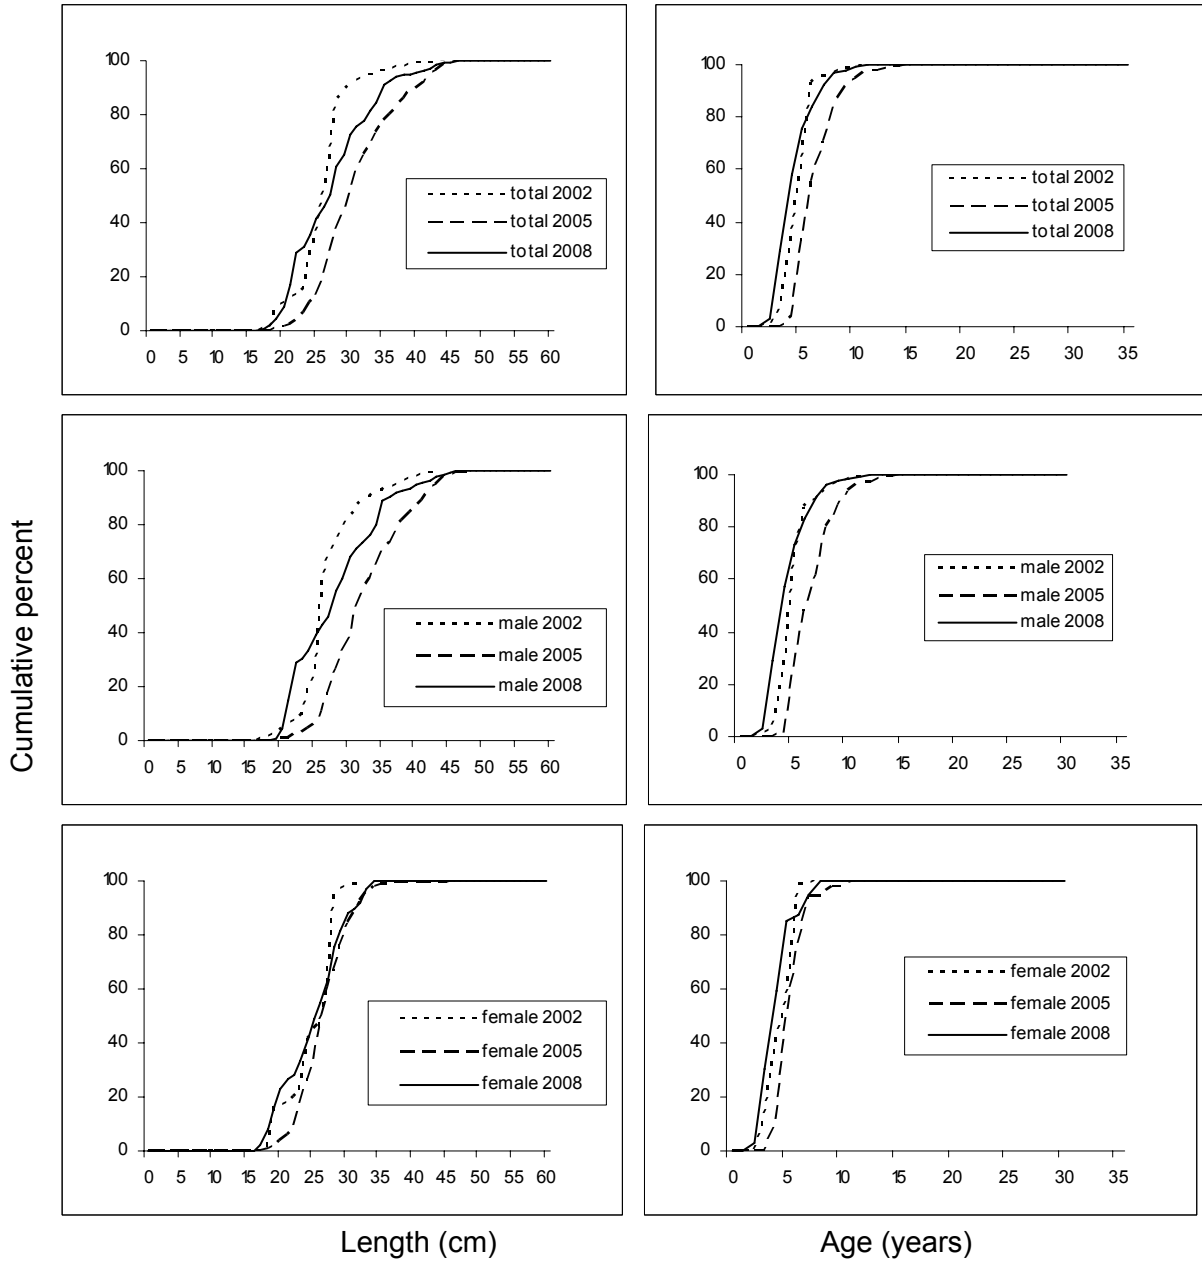 100
80
60
40
20
0
0 5 10 15 20 25 30 35 40 45 50 55 60
total 2002
total 2005
total 2008
100
80
60
40
20
0
0 5 10 15 20 25 30 35
total 2002
total 2005
total 2008
100
80
60
40
20
0
0 5 10 15 20 25 30 35 40 45 50 55 60
male 2002
male 2005
male 2008
100
80
60
40
20
0
0 5 10 15 20 25 30 35
male 2002
male 2005
male 2008
Cumulative percent
100
80
60
40
20
0
0 5 10 15 20 25 30 35 40 45 50 55 60
female 2002
female 2005
female 2008
100
80
60
40
20
0
0 5 10 15 20 25 30 35
female 2002
female 2005
female 2008
Length (cm)
Age (years)